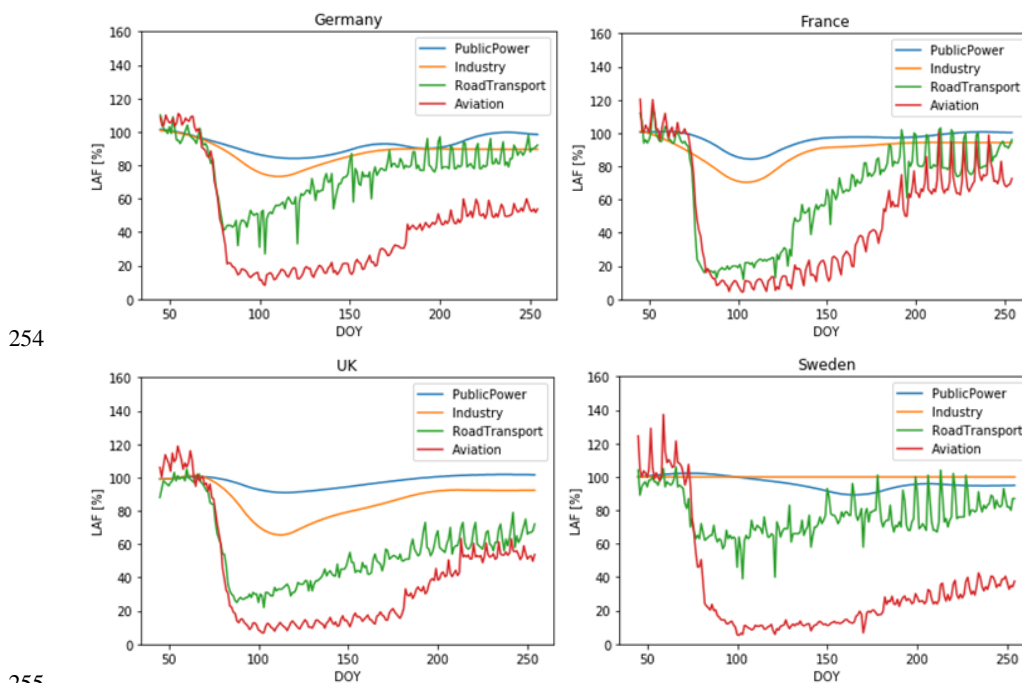 Germany
160
140
120
100
80
60
40
20
0
LAF [%]
PublicPower
Industry
RoadTransport
Aviation
50 100 150 200 250
DOY
France
160
140
120
100
80
60
40
20
0
LAF [%]
PublicPower
Industry
RoadTransport
Aviation
50 100 150 200 250
DOY
254
UK
160
140
120
100
80
60
40
20
0
LAF [%]
PublicPower
Industry
RoadTransport
Aviation
50 100 150 200 250
DOY
Sweden
160
140
120
100
80
60
40
20
0
LAF [%]
PublicPower
Industry
RoadTransport
Aviation
50 100 150 200 250
DOY
255